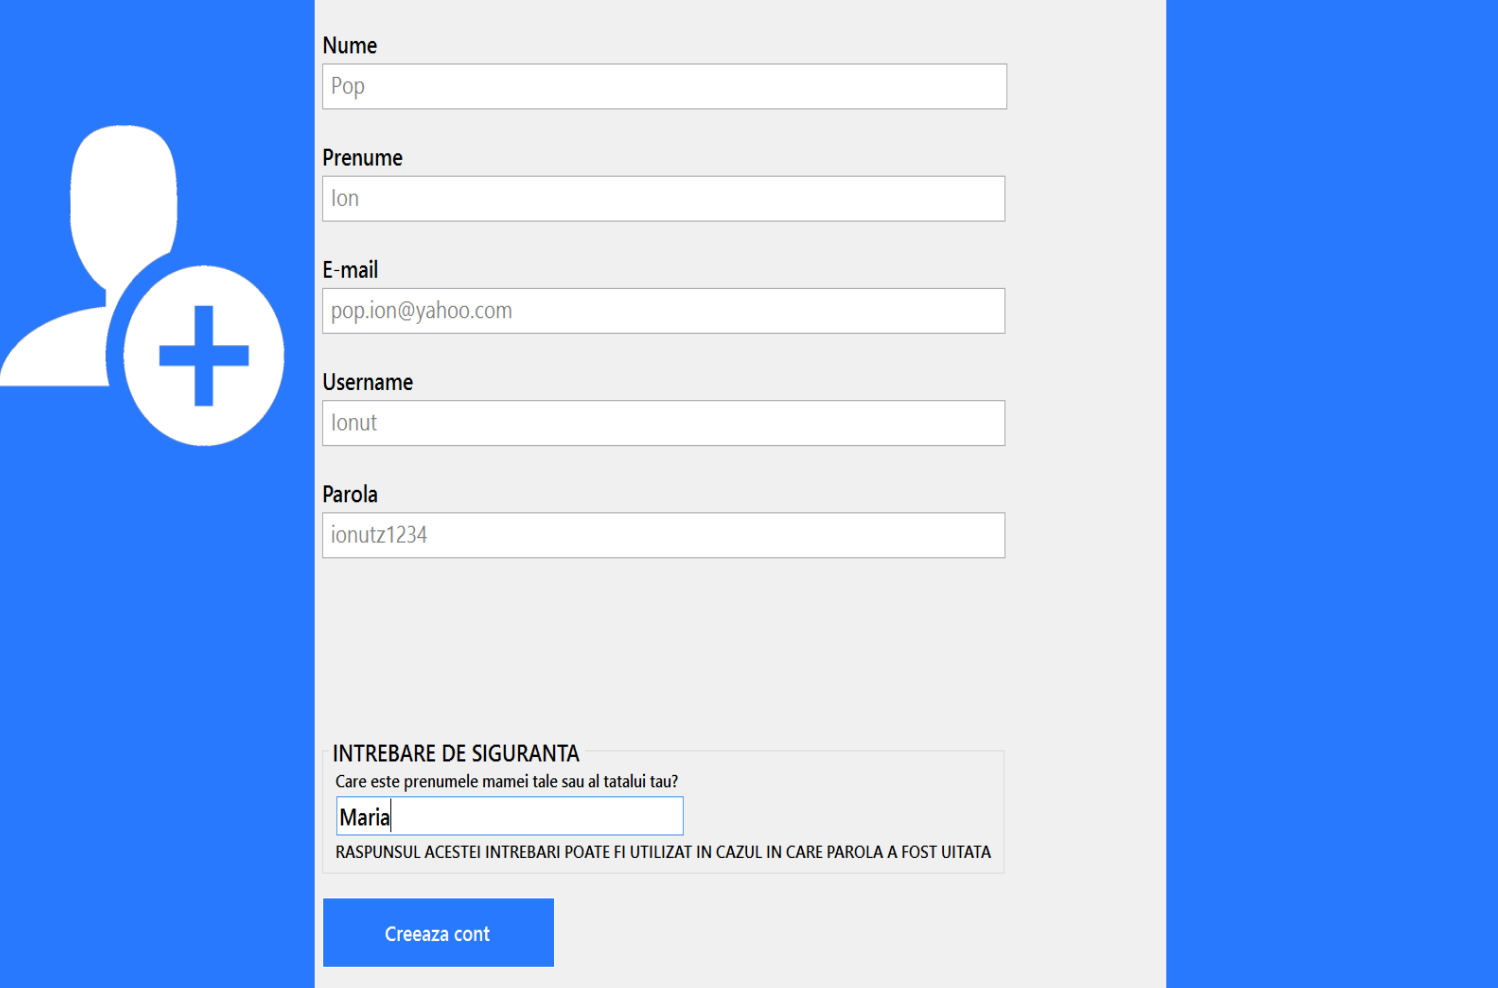 Nume
Pop
Prenume
Ion
E-mail
pop.ion@yahoo.com
Username
Ionut
Parola
ionutz1234
INTREBARE DE SIGURANTA
Care este prenumele mamei tale sau al tatalui tau?
Maria
RASPUNSUL ACESTEI INTREBARI POATE FI UTILIZAT IN CAZUL IN CARE PAROLA A FOST UITATA
Creeaza cont